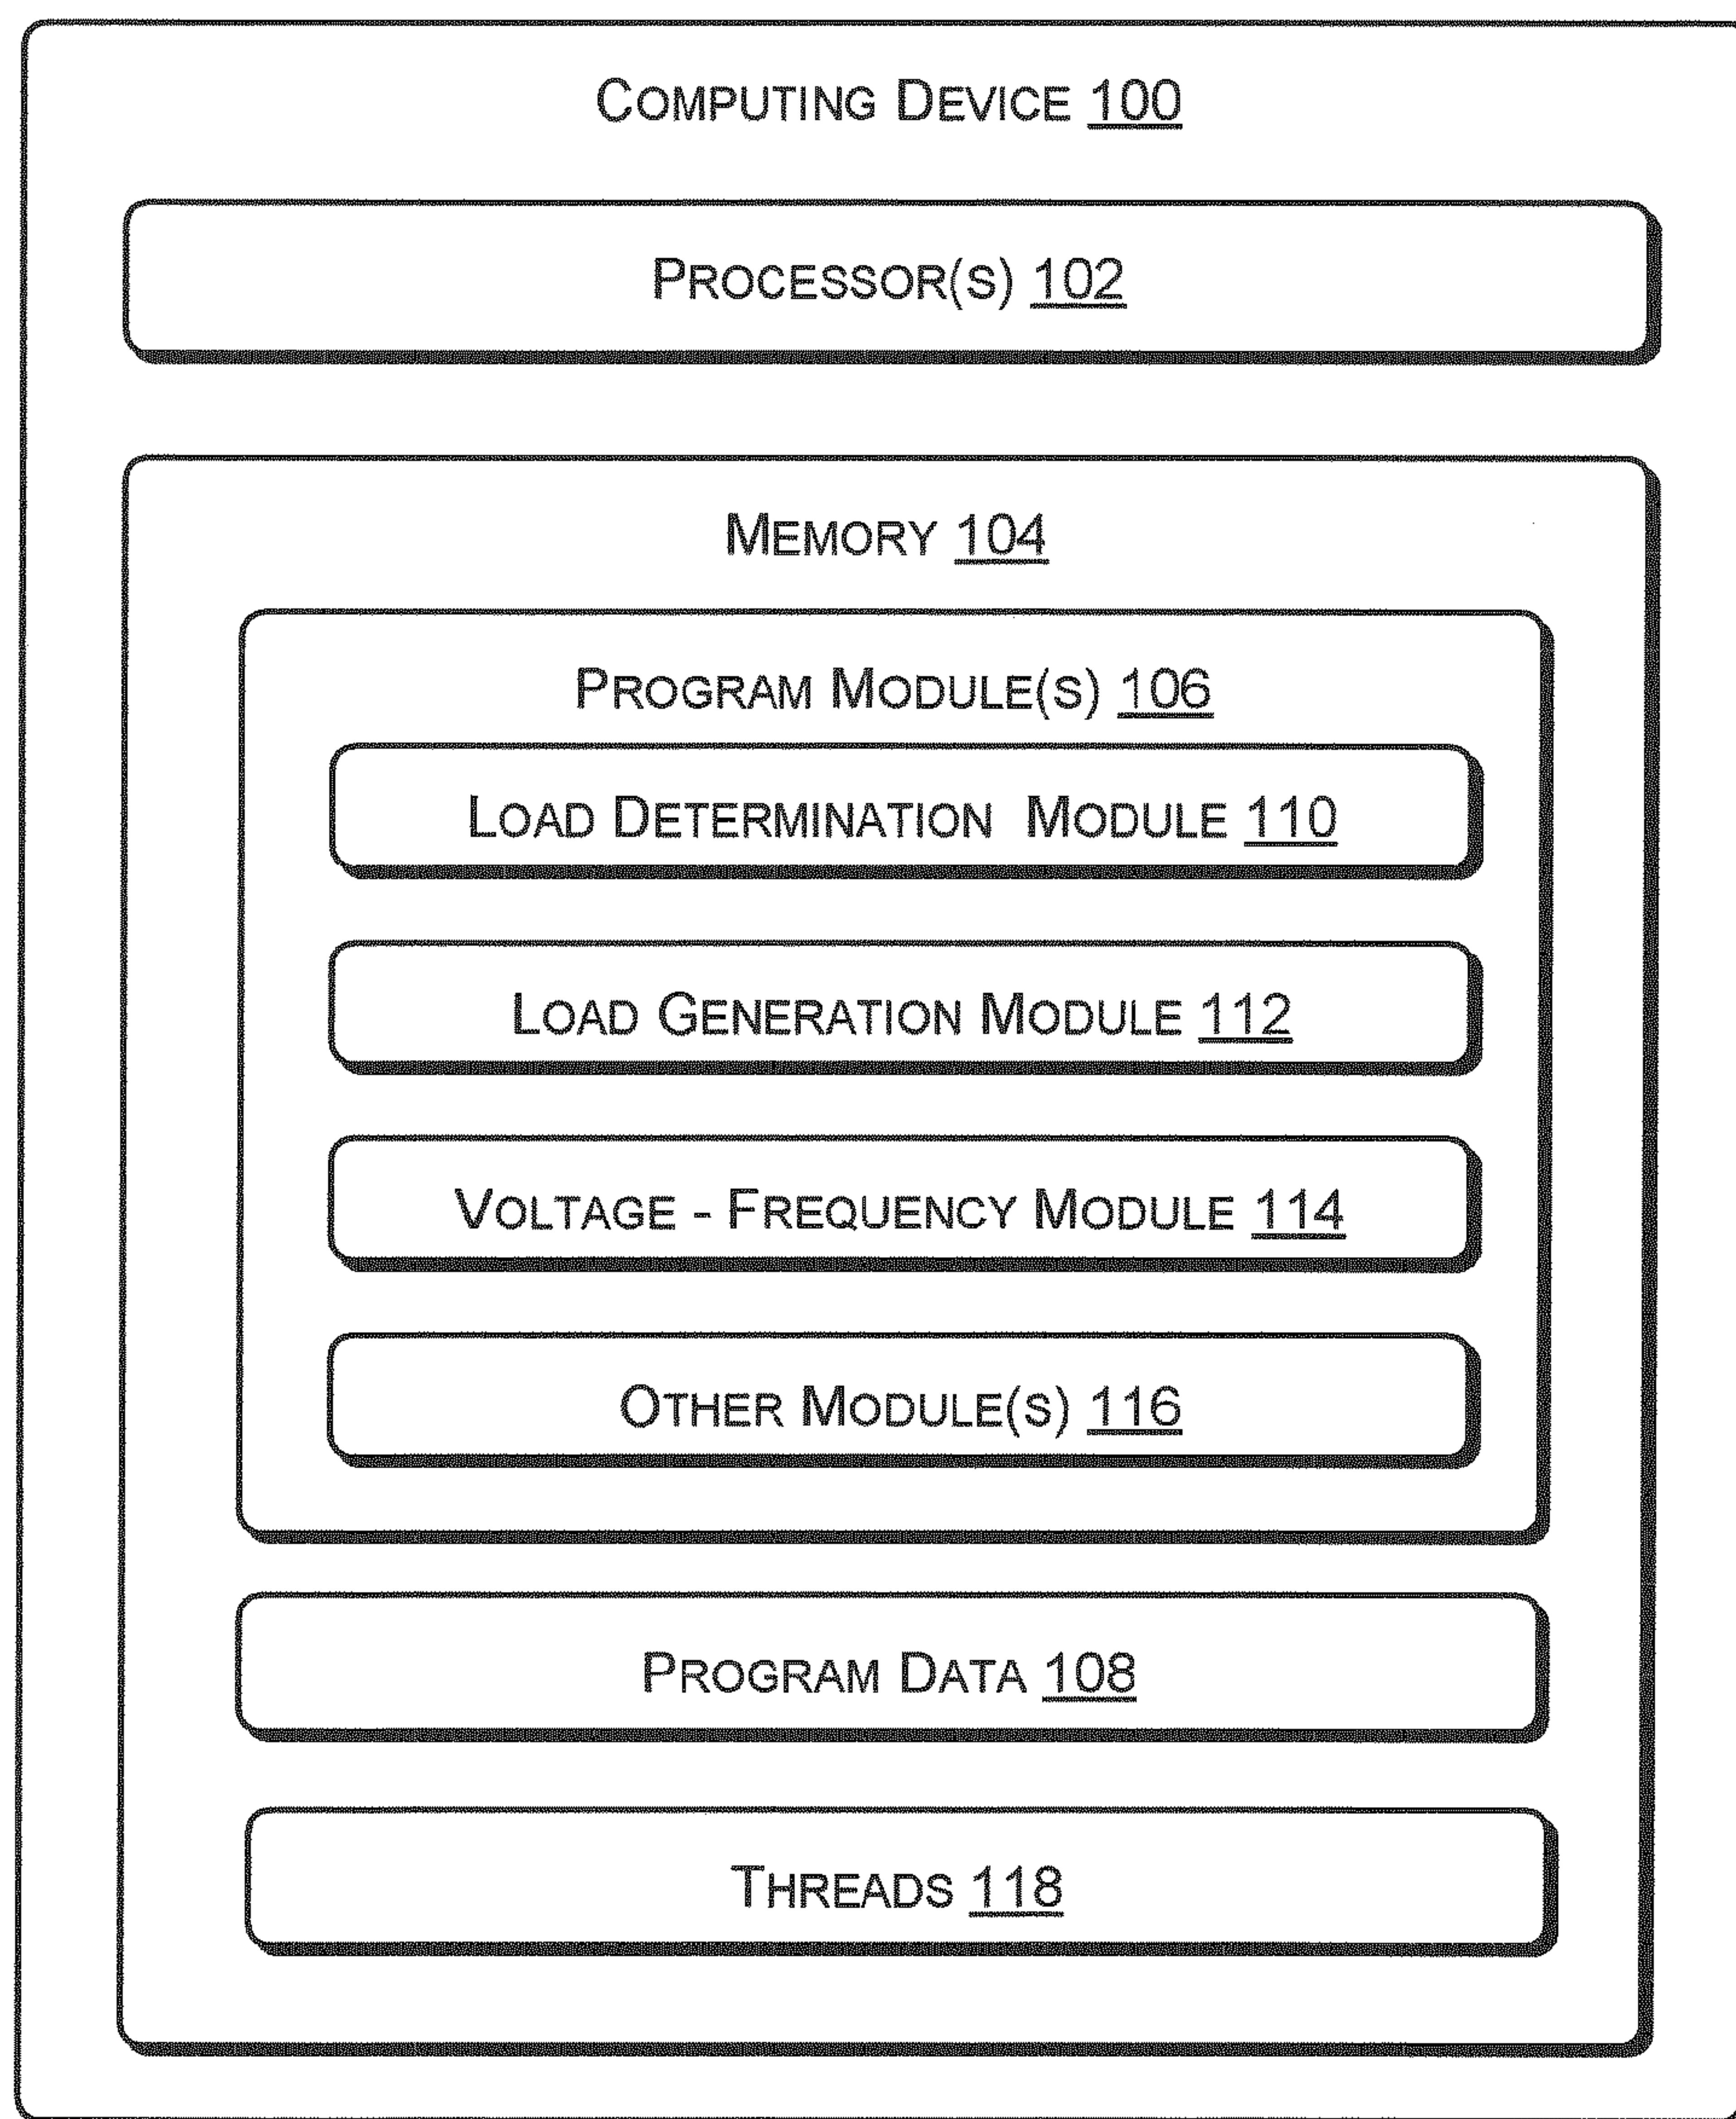 COMPUTING DEVICE 100
PROCESSOR(S) 102
MEMORY 104
PROGRAM MODULE(S) 106
LOAD DETERMINATION MODULE 110
LOAD GENERATION MODULE 112
VOLTAGE - FREQUENCY MODULE 114
OTHER MODULE(S) 116
PROGRAM DATA 108
THREADS 118